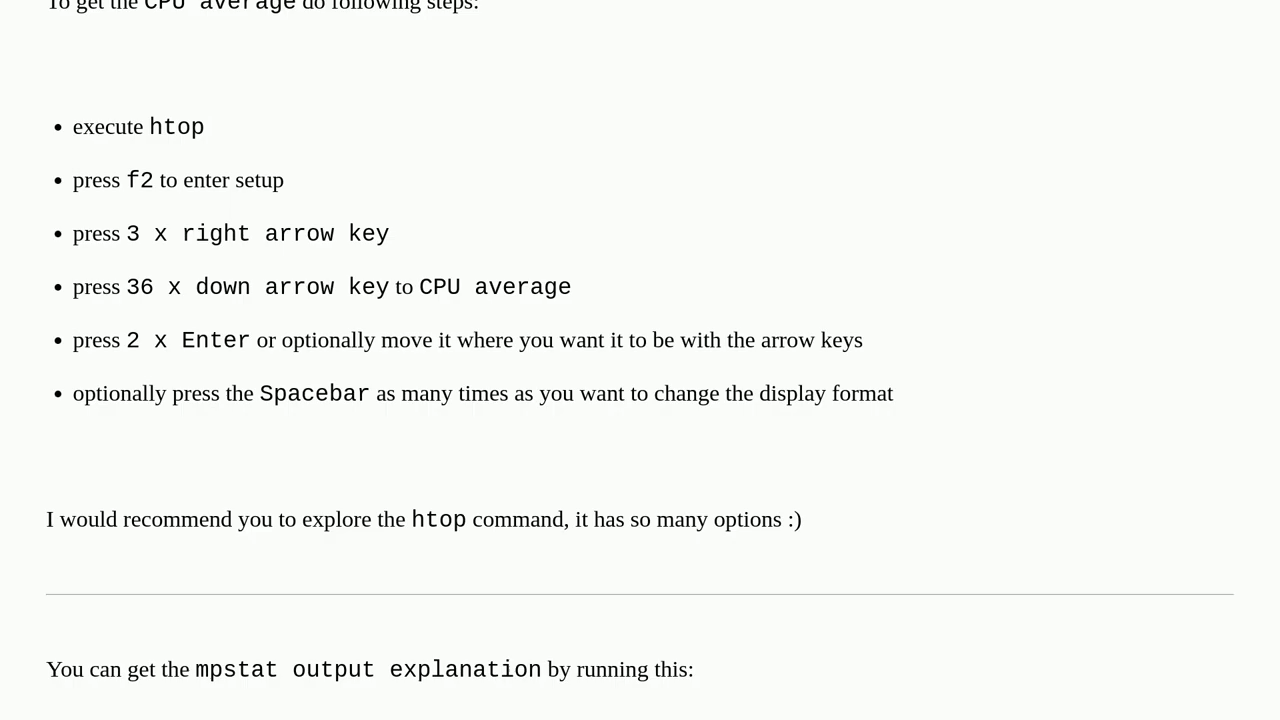 To get the CPU average do following steps:
• execute htop
• press f2 to enter setup
• press 3 x right arrow key
• press 36 x down arrow key to CPU average
• press 2 x Enter or optionally move it where you want it to be with the arrow keys
• optionally press the Spacebar as many times as you want to change the display format
I would recommend you to explore the htop command, it has so many options :)
You can get the mpstat output explanation by running this: